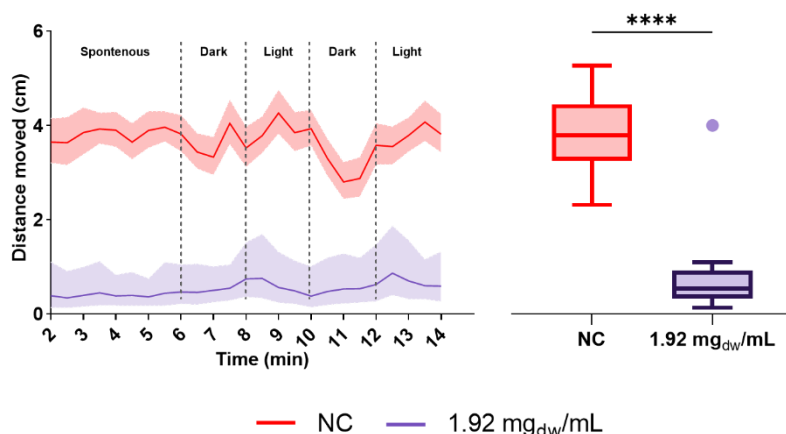 6
4
2
0
Distance moved (cm)
Spontenous
Dark
Light
Dark
Light
2
3
4
5
6
7
8
9
10
11
12
13
14
Time (min)
****
NC
1.92 mgdw/mL
NC
1.92 mgdw/mL